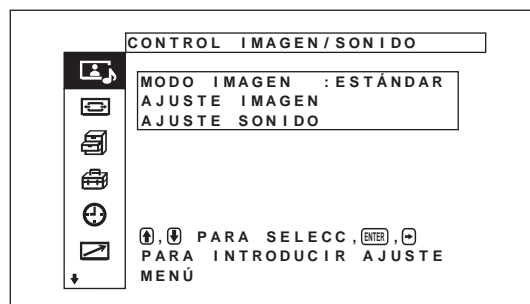 CONTROL IMAGEN/SONIDO
MODO IMAGEN :ESTÁNDAR
AJUSTE IMAGEN
AJUSTE SONIDO
↑,↓ PARA SELECC,ENTER,→
PARA INTRODUCIR AJUSTE
MENÚ